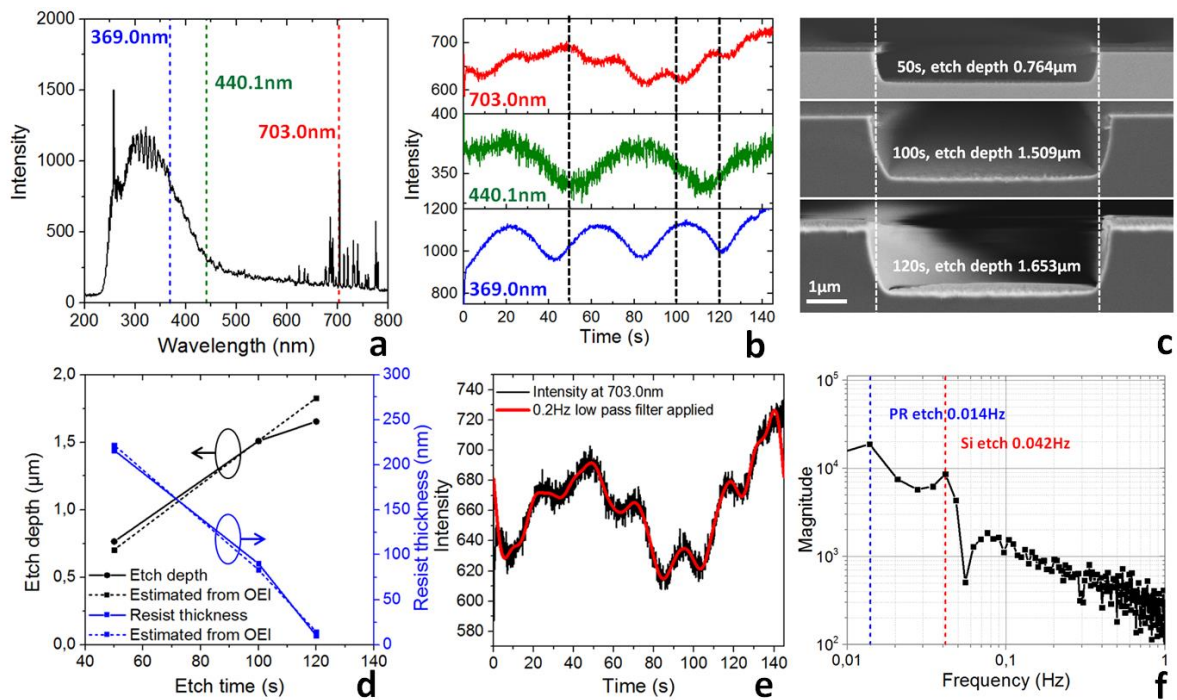 2000
1500
1000
500
0
Intensity
369.0nm
440.1nm
703.0nm
200 300 400 500 600 700 800
Wavelength (nm)
a
700
600
400
350
1200
1000
800
Intensity
703.0nm
440.1nm
369.0nm
0 20 40 60 80 100 120 140
Time (s)
b
50s, etch depth 0.764µm
100s, etch depth 1.509µm
120s, etch depth 1.653µm
1µm
c
2,0
1,5
1,0
0,5
0,0
Etch depth (µm)
Etch depth
Estimated from OEI
Resist thickness
Estimated from OEI
300
250
200
150
100
50
0
Resist thickness (nm)
40 60 80 100 120 140
Etch time (s)
d
740
720
700
680
660
640
620
600
580
Intensity
Intensity at 703.0nm
0.2Hz low pass filter applied
0 20 40 60 80 100 120 140
Time (s)
e
10⁵
10⁴
10³
10²
Magnitude
PR etch 0.014Hz
Si etch 0.042Hz
0,01 0,1 1
Frequency (Hz)
f